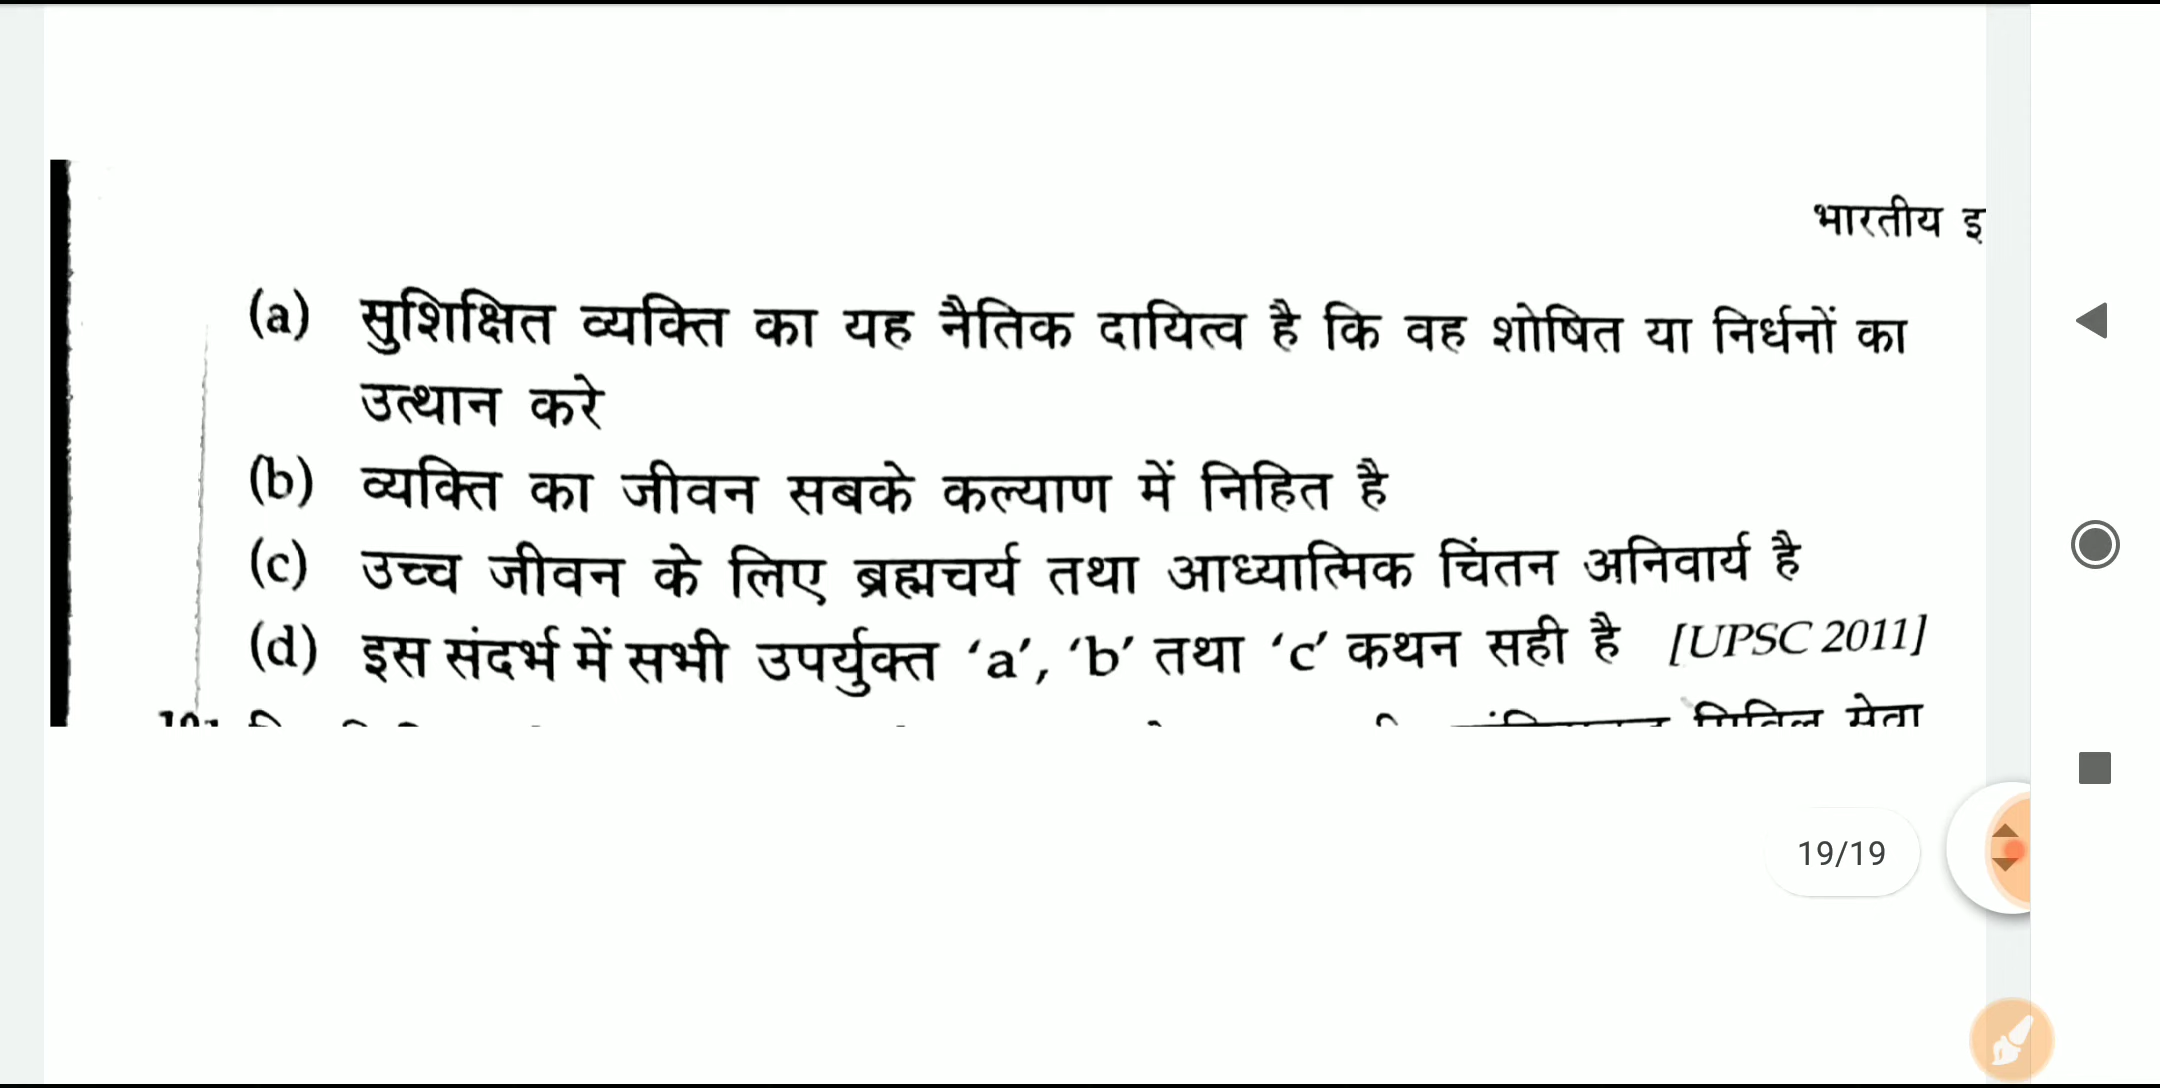 भारतीय इ
(a) सुशिक्षित व्यक्ति का यह नैतिक दायित्व है कि वह शोषित या निर्धनों का
उत्थान करे
(b) व्यक्ति का जीवन सबके कल्याण में निहित है
(c) उच्च जीवन के लिए ब्रह्मचर्य तथा आध्यात्मिक चिंतन अनिवार्य है
(d) इस संदर्भ में सभी उपर्युक्त ‘a’, ‘b’ तथा ‘c’ कथन सही है [UPSC 2011]
सिविल सेवा
19/19